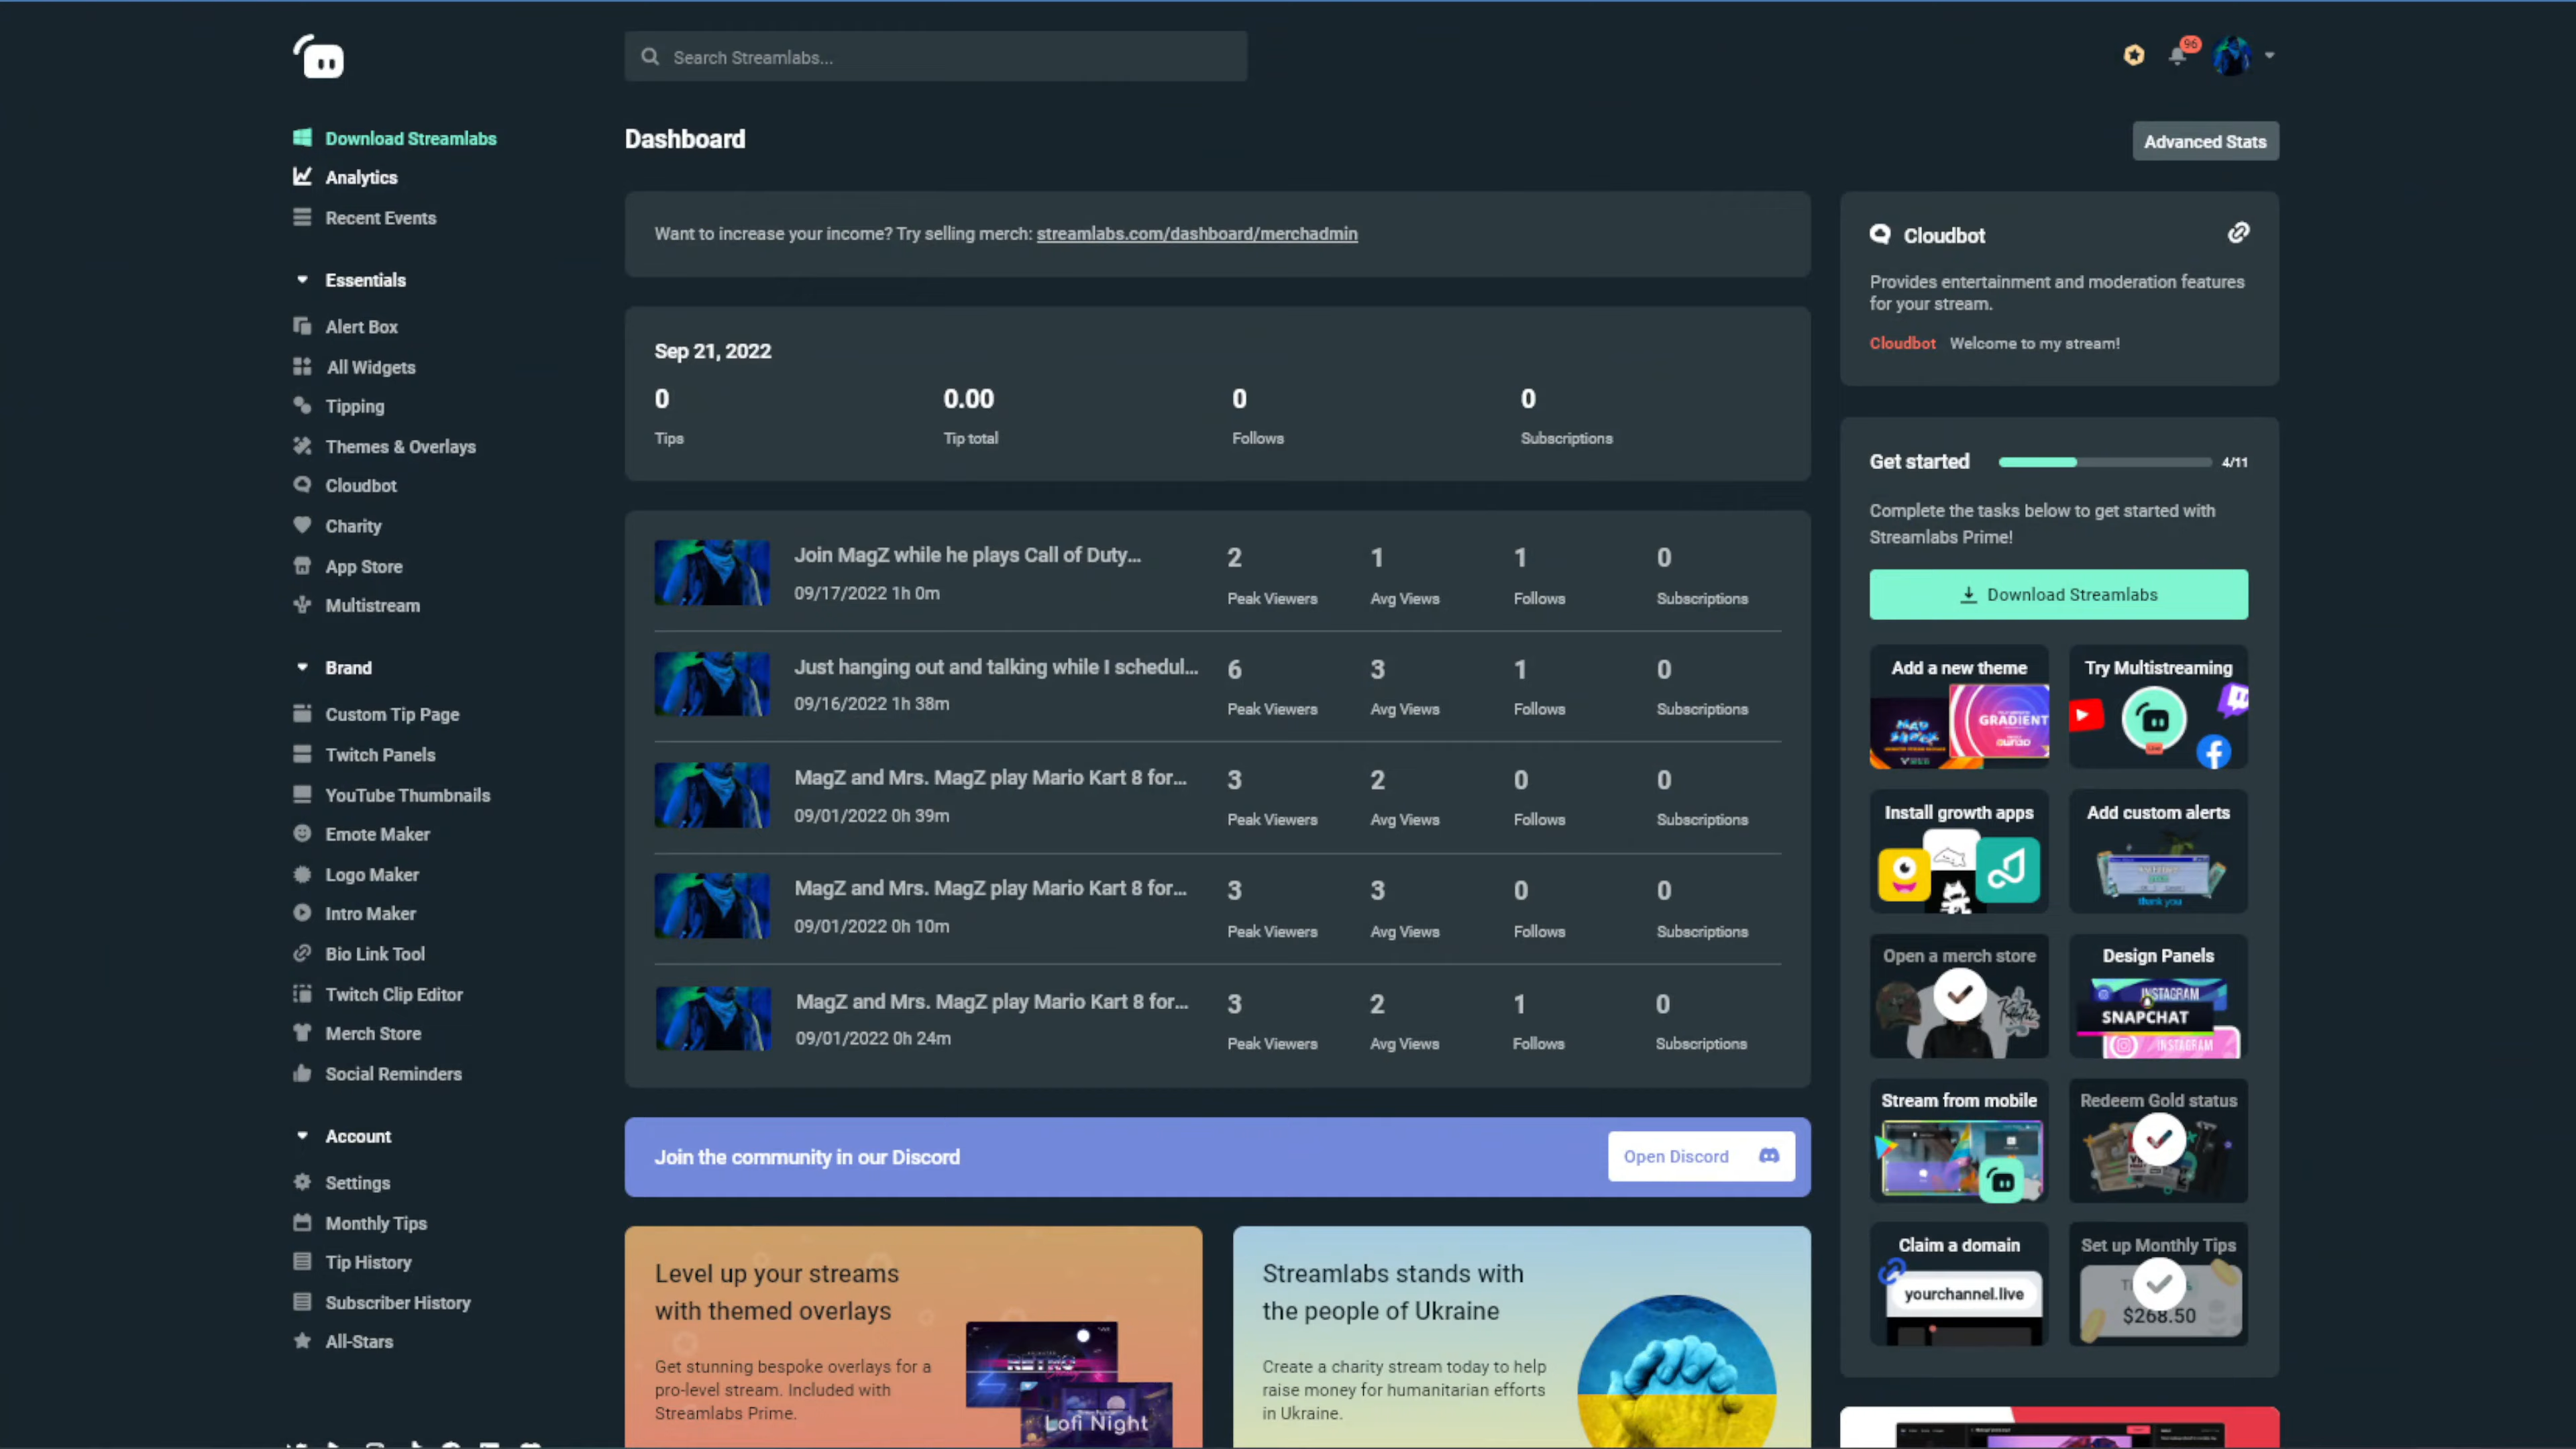 Search Streamlabs...
96
Download Streamlabs
Analytics
Recent Events
Essentials
Alert Box
All Widgets
Tipping
Themes & Overlays
Cloudbot
Charity
App Store
Multistream
Brand
Custom Tip Page
Twitch Panels
YouTube Thumbnails
Emote Maker
Logo Maker
Intro Maker
Bio Link Tool
Twitch Clip Editor
Merch Store
Social Reminders
Account
Settings
Monthly Tips
Tip History
Subscriber History
All-Stars
Dashboard
Advanced Stats
Want to increase your income? Try selling merch: streamlabs.com/dashboard/merchadmin
Sep 21, 2022
0 0.00 0 0
Tips Tip total Follows Subscriptions
Join MagZ while he plays Call of Duty... 2 1 1 0
09/17/2022 1h 0m Peak Viewers Avg Views Follows Subscriptions
Just hanging out and talking while I schedul... 6 3 1 0
09/16/2022 1h 38m Peak Viewers Avg Views Follows Subscriptions
MagZ and Mrs. MagZ play Mario Kart 8 for... 3 2 0 0
09/01/2022 0h 39m Peak Viewers Avg Views Follows Subscriptions
MagZ and Mrs. MagZ play Mario Kart 8 for... 3 3 0 0
09/01/2022 0h 10m Peak Viewers Avg Views Follows Subscriptions
MagZ and Mrs. MagZ play Mario Kart 8 for... 3 2 1 0
09/01/2022 0h 24m Peak Viewers Avg Views Follows Subscriptions
Join the community in our Discord
Open Discord
Level up your streams
with themed overlays
Get stunning bespoke overlays for a
pro-level stream. Included with
Streamlabs Prime.
RETRO
Lofi Night
Streamlabs stands with
the people of Ukraine
Create a charity stream today to help
raise money for humanitarian efforts
in Ukraine.
Cloudbot
Provides entertainment and moderation features
for your stream.
Cloudbot Welcome to my stream!
Get started 4/11
Complete the tasks below to get started with
Streamlabs Prime!
Download Streamlabs
Add a new theme
GRADIENT
Try Multistreaming
Install growth apps
Add custom alerts
thank you
Open a merch store
Design Panels
INSTAGRAM
SNAPCHAT
INSTAGRAM
Stream from mobile
Redeem Gold status
Claim a domain
yourchannel.live
Set up Monthly Tips
$268.50